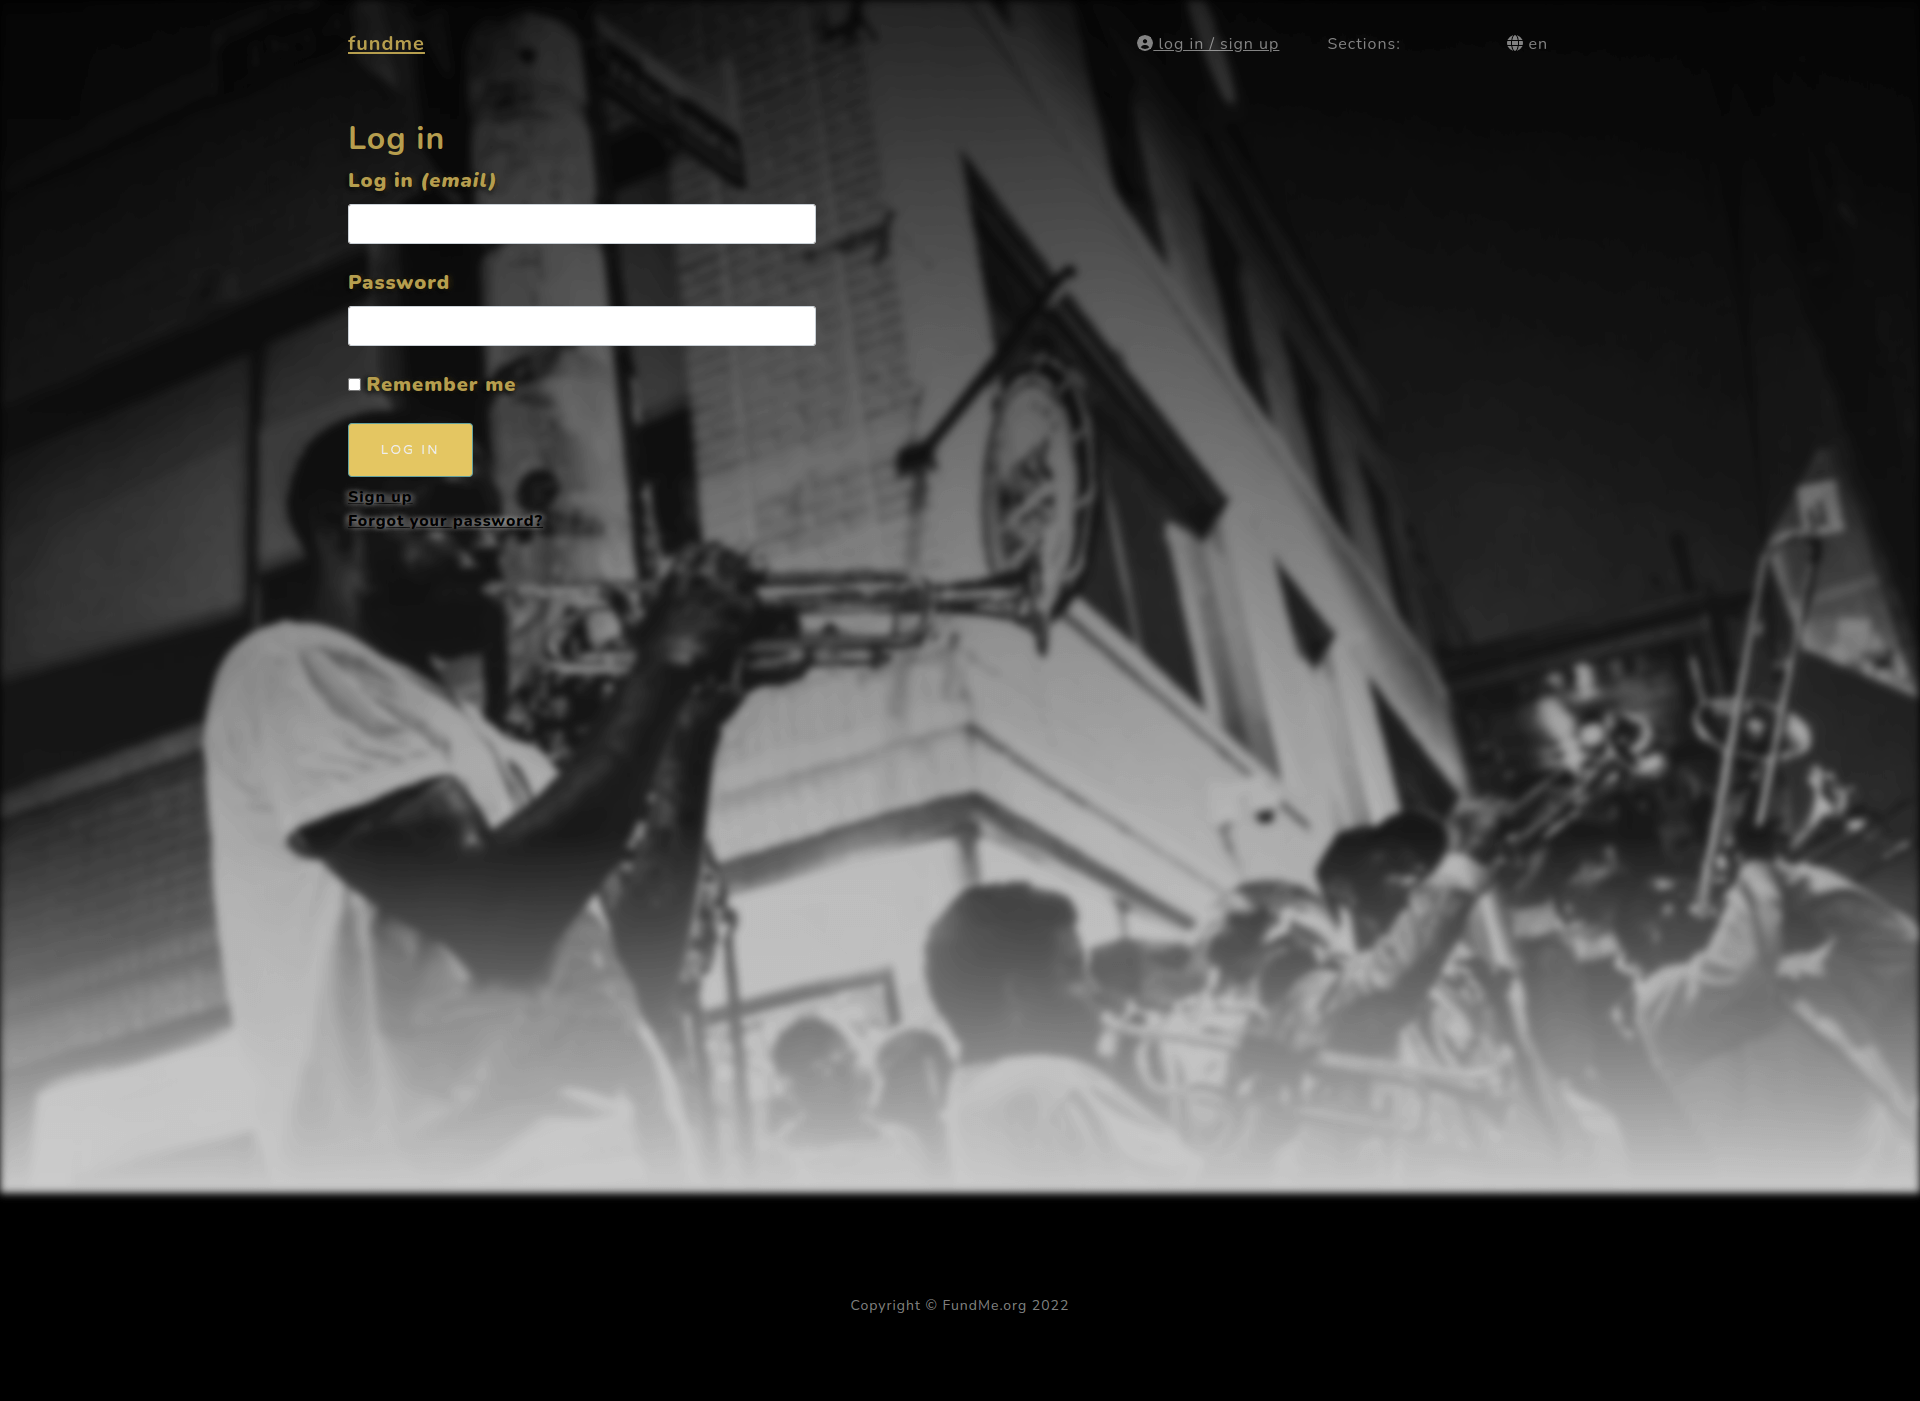 fundme
log in / sign up
Sections:
en
Log in
Log in (email)
Password
Remember me
LOG IN
Sign up
Forgot your password?
Copyright © FundMe.org 2022